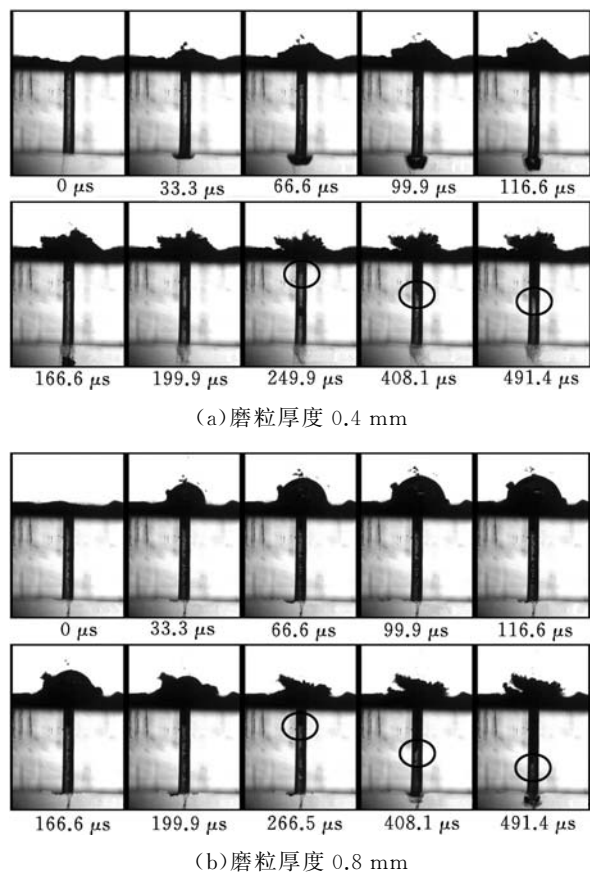 0 μs 33.3 μs 66.6 μs 99.9 μs 116.6 μs
166.6 μs 199.9 μs 249.9 μs 408.1 μs 491.4 μs
(a)磨粒厚度 0.4 mm
0 μs 33.3 μs 66.6 μs 99.9 μs 116.6 μs
166.6 μs 199.9 μs 266.5 μs 408.1 μs 491.4 μs
(b)磨粒厚度 0.8 mm